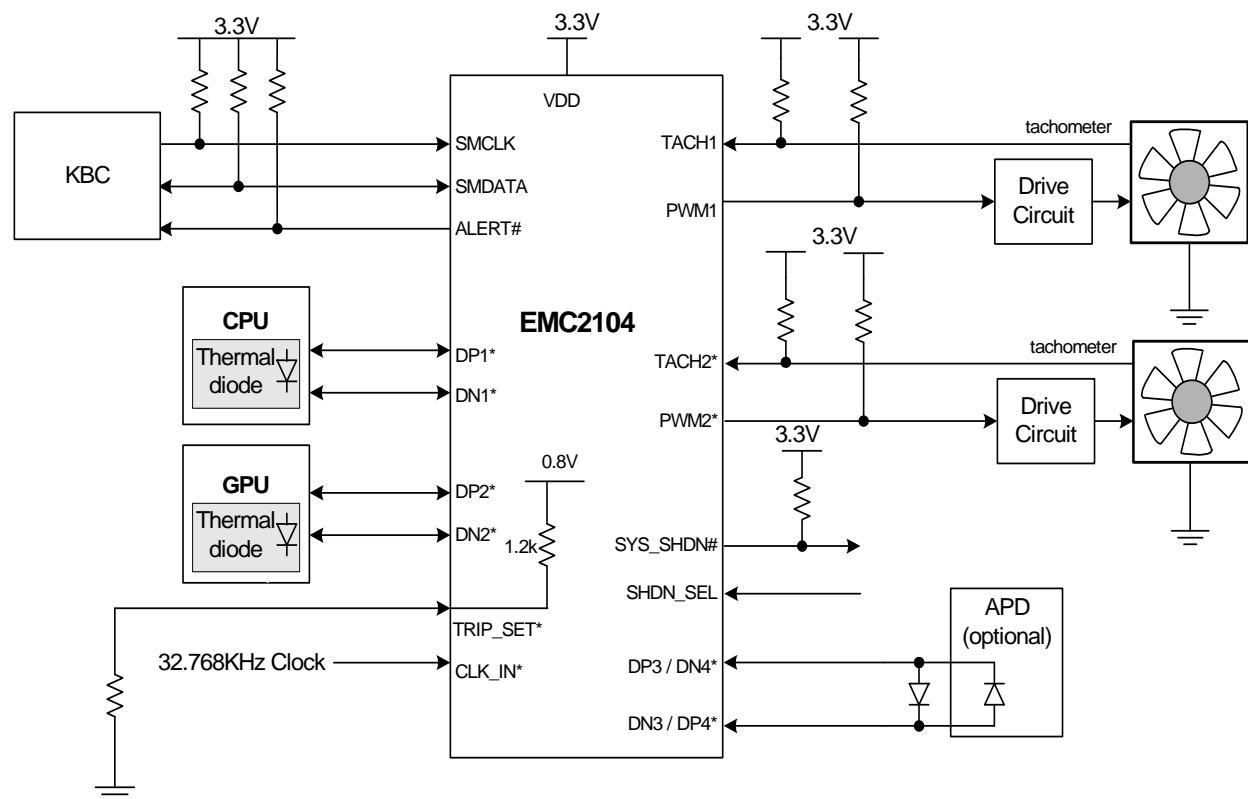 3.3V
3.3V
3.3V
VDD
KBC
SMCLK
SMDATA
ALERT#
TACH1
PWM1
tachometer
Drive
Circuit
3.3V
CPU
Thermal
diode
DP1*
DN1*
EMC2104
TACH2*
PWM2*
tachometer
Drive
Circuit
3.3V
GPU
Thermal
diode
DP2*
DN2*
0.8V
1.2k
SYS_SHDN#
SHDN_SEL
TRIP_SET*
32.768KHz Clock
CLK_IN*
APD
(optional)
DP3 / DN4*
DN3 / DP4*